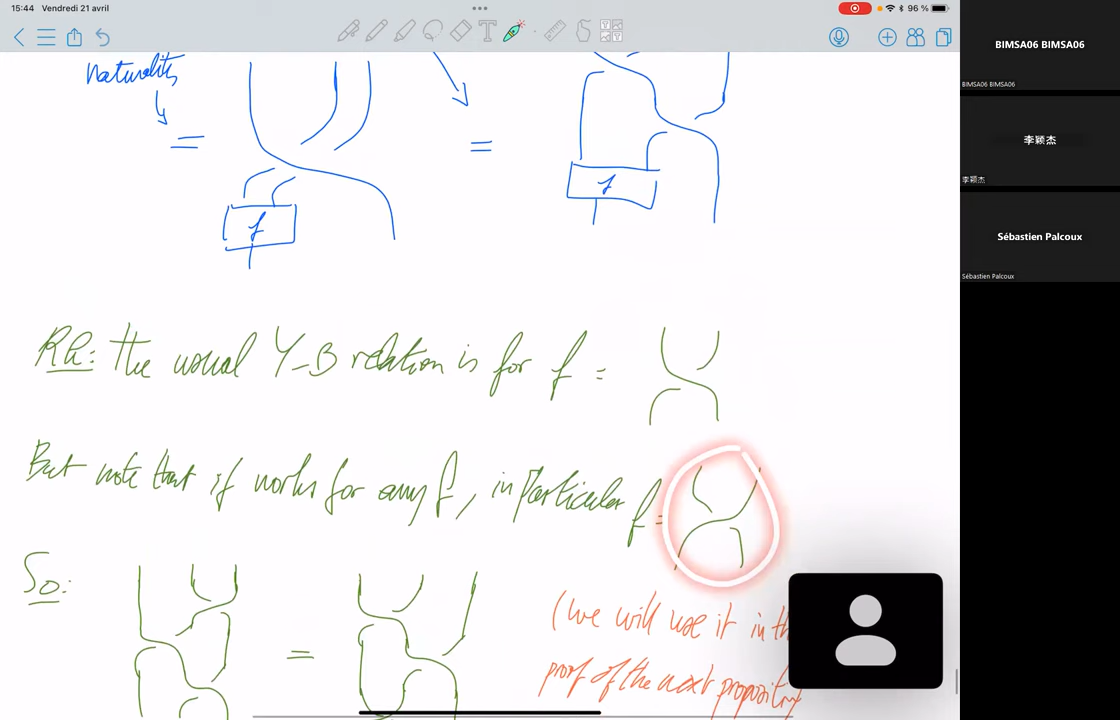 15:44 Vendredi 21 avril
96 %
naturality
=
=
f
f
Rk: the usual Y-B relation is for f =
But note that it works for any f, in particular f =
So:
=
(we will use it in th
proof of the next proposition
BIMSA06 BIMSA06
BIMSA06 BIMSA06
李颖杰
李颖杰
Sébastien Palcoux
Sébastien Palcoux